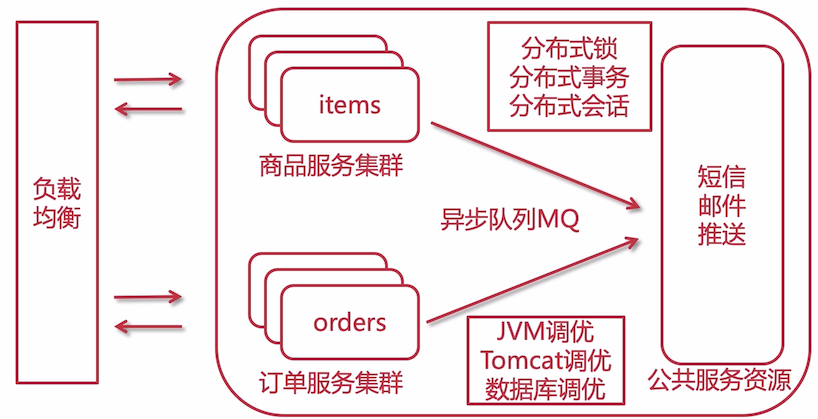 负载
均衡
items
商品服务集群
orders
订单服务集群
异步队列MQ
分布式锁
分布式事务
分布式会话
JVM调优
Tomcat调优
数据库调优
短信
邮件
推送
公共服务资源